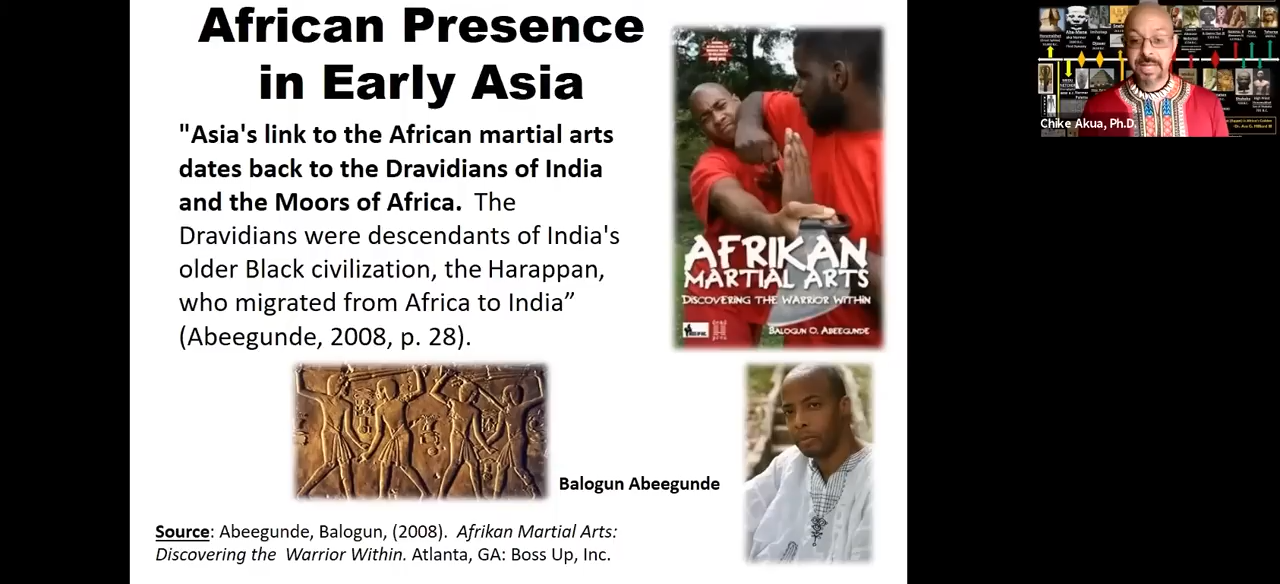 African Presence
in Early Asia
"Asia's link to the African martial arts
dates back to the Dravidians of India
and the Moors of Africa. The
Dravidians were descendants of India's
older Black civilization, the Harappan,
who migrated from Africa to India”
(Abeegunde, 2008, p. 28).
AFRIKAN
MARTIAL ARTS
DISCOVERING THE WARRIOR WITHIN
BALOGUN O. ABEEGUNDE
Balogun Abeegunde
Source: Abeegunde, Balogun, (2008). Afrikan Martial Arts:
Discovering the Warrior Within. Atlanta, GA: Boss Up, Inc.
Chike Akua, Ph.D.